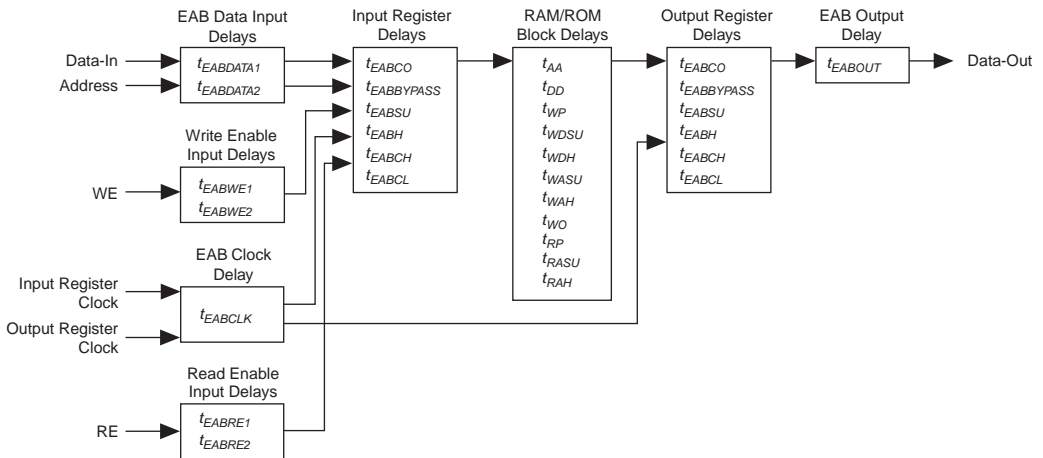 EAB Data Input
Delays
Data-In
Address
tEABDATA1
tEABDATA2
Write Enable
Input Delays
WE
tEABWE1
tEABWE2
EAB Clock
Delay
Input Register
Clock
Output Register
Clock
tEABCLK
Read Enable
Input Delays
RE
tEABRE1
tEABRE2
Input Register
Delays
tEABCO
tEABBYPASS
tEABSU
tEABH
tEABCH
tEABCL
RAM/ROM
Block Delays
tAA
tDD
tWP
tWDSU
tWDH
tWASU
tWAH
tWO
tRP
tRASU
tRAH
Output Register
Delays
tEABCO
tEABBYPASS
tEABSU
tEABH
tEABCH
tEABCL
EAB Output
Delay
tEABOUT
Data-Out